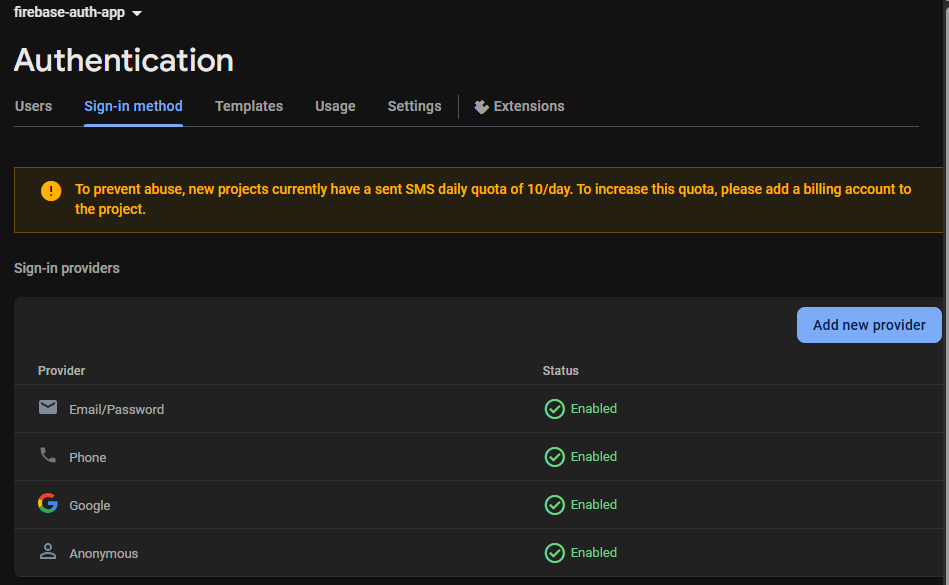 firebase-auth-app
Authentication
Users Sign-in method Templates Usage Settings Extensions
To prevent abuse, new projects currently have a sent SMS daily quota of 10/day. To increase this quota, please add a billing account to
the project.
Sign-in providers
Add new provider
Provider Status
Email/Password Enabled
Phone Enabled
Google Enabled
Anonymous Enabled